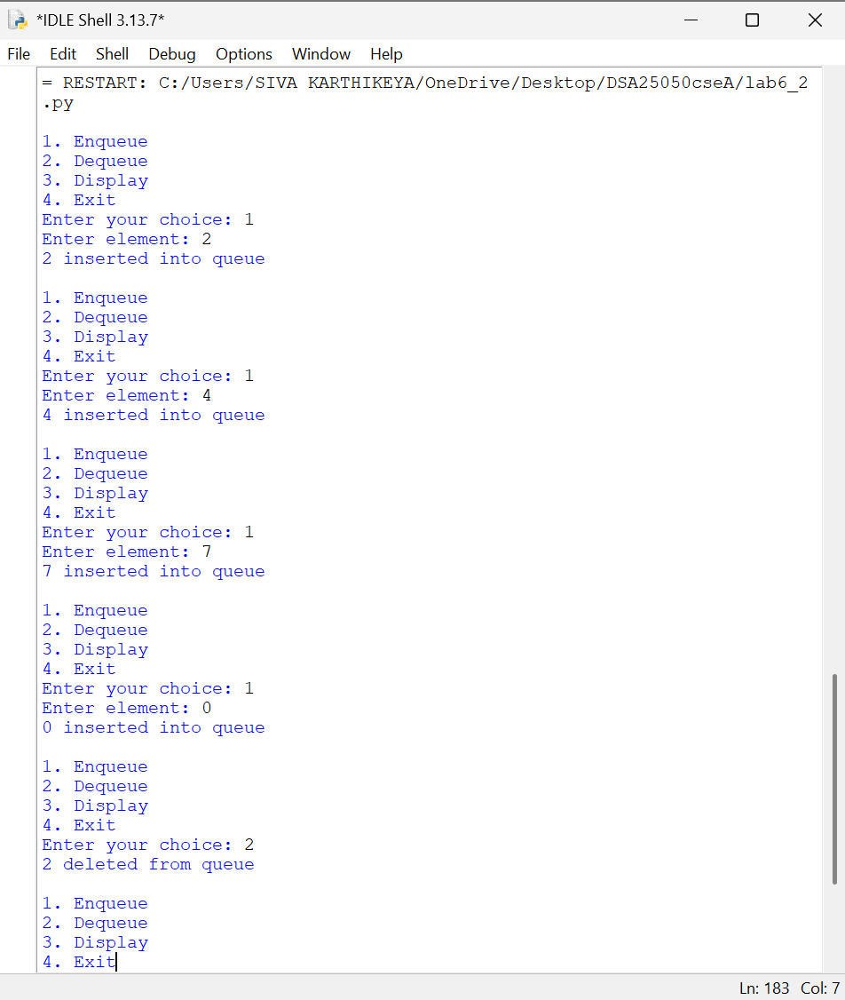 *IDLE Shell 3.13.7*
File Edit Shell Debug Options Window Help
= RESTART: C:/Users/SIVA KARTHIKEYA/OneDrive/Desktop/DSA25050cseA/lab6_2
.py

1. Enqueue
2. Dequeue
3. Display
4. Exit
Enter your choice: 1
Enter element: 2
2 inserted into queue

1. Enqueue
2. Dequeue
3. Display
4. Exit
Enter your choice: 1
Enter element: 4
4 inserted into queue

1. Enqueue
2. Dequeue
3. Display
4. Exit
Enter your choice: 1
Enter element: 7
7 inserted into queue

1. Enqueue
2. Dequeue
3. Display
4. Exit
Enter your choice: 1
Enter element: 0
0 inserted into queue

1. Enqueue
2. Dequeue
3. Display
4. Exit
Enter your choice: 2
2 deleted from queue

1. Enqueue
2. Dequeue
3. Display
4. Exit
Ln: 183 Col: 7